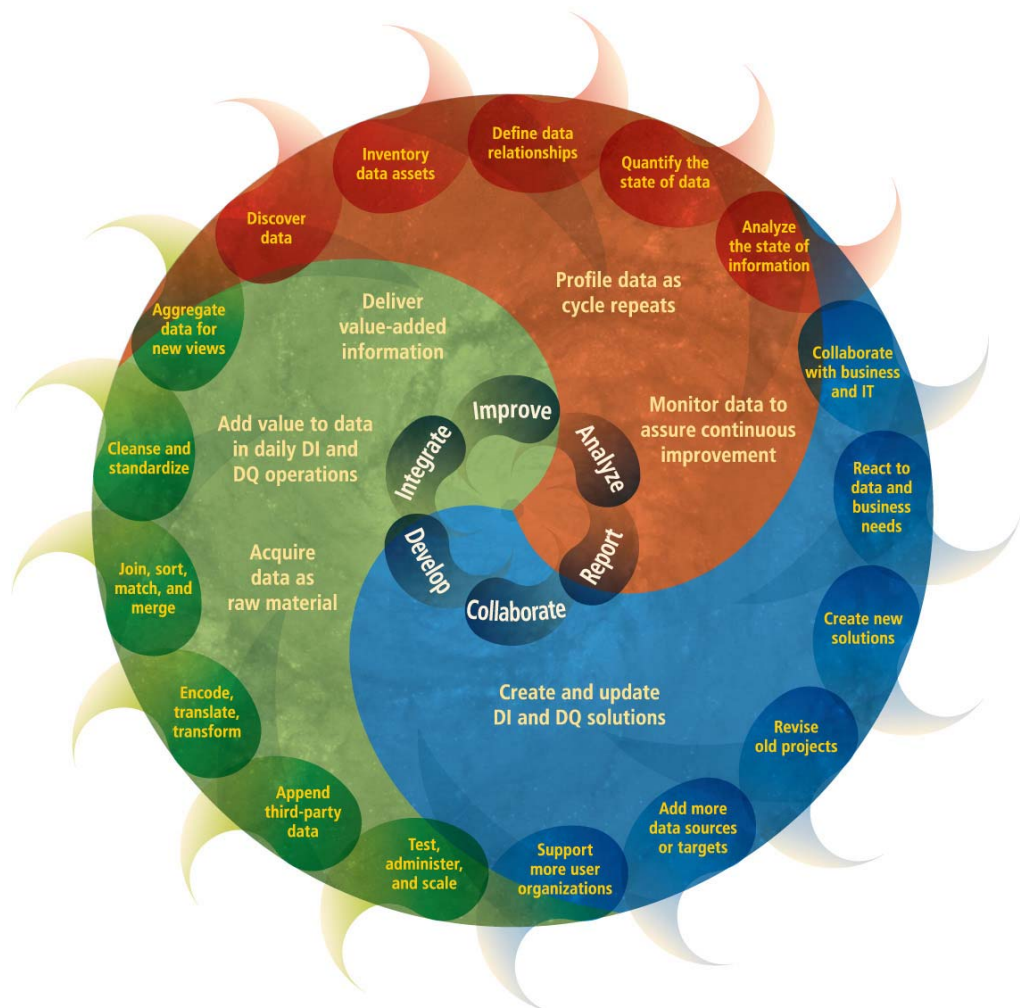 Define data
relationships
Inventory
data assets
Quantify the
state of data
Discover
data
Analyze
the state of
information
Profile data as
cycle repeats
Deliver
value-added
information
Aggregate
data for
new views
Collaborate
with business
and IT
Improve
Monitor data to
assure continuous
improvement
Add value to data
in daily DI and
DQ operations
Integrate
Analyze
Cleanse and
standardize
React to
data and
business
needs
Acquire
data as
raw material
Develop
Report
Collaborate
Join, sort,
match, and
merge
Create new
solutions
Create and update
DI and DQ solutions
Encode,
translate,
transform
Revise
old projects
Append
third-party
data
Add more
data sources
or targets
Test,
administer,
and scale
Support
more user
organizations